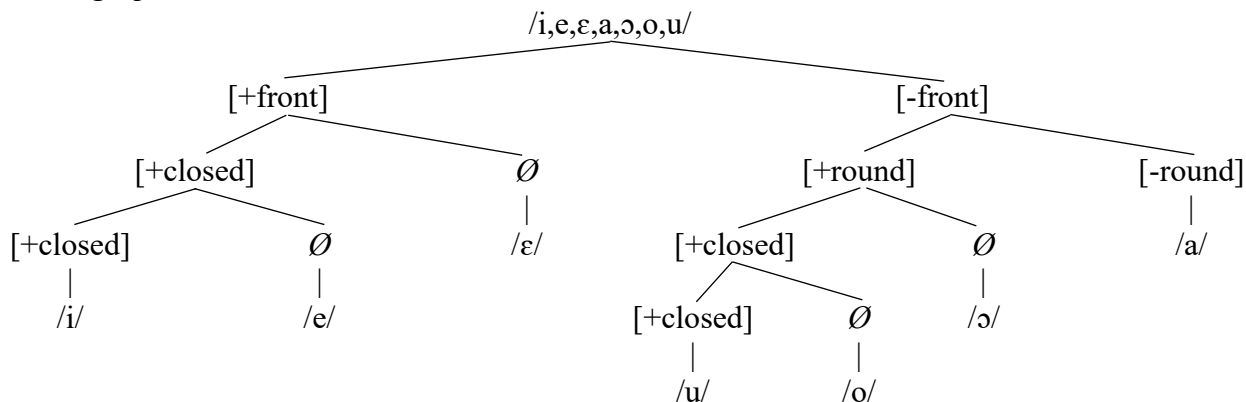 /i,e,ɛ,a,ɔ,o,u/
[+front] [-front]
[+closed] Ø [+round] [-round]
[+closed] Ø /ɛ/ [+closed] Ø /a/
/i/ /e/ [+closed] Ø /ɔ/
/u/ /o/